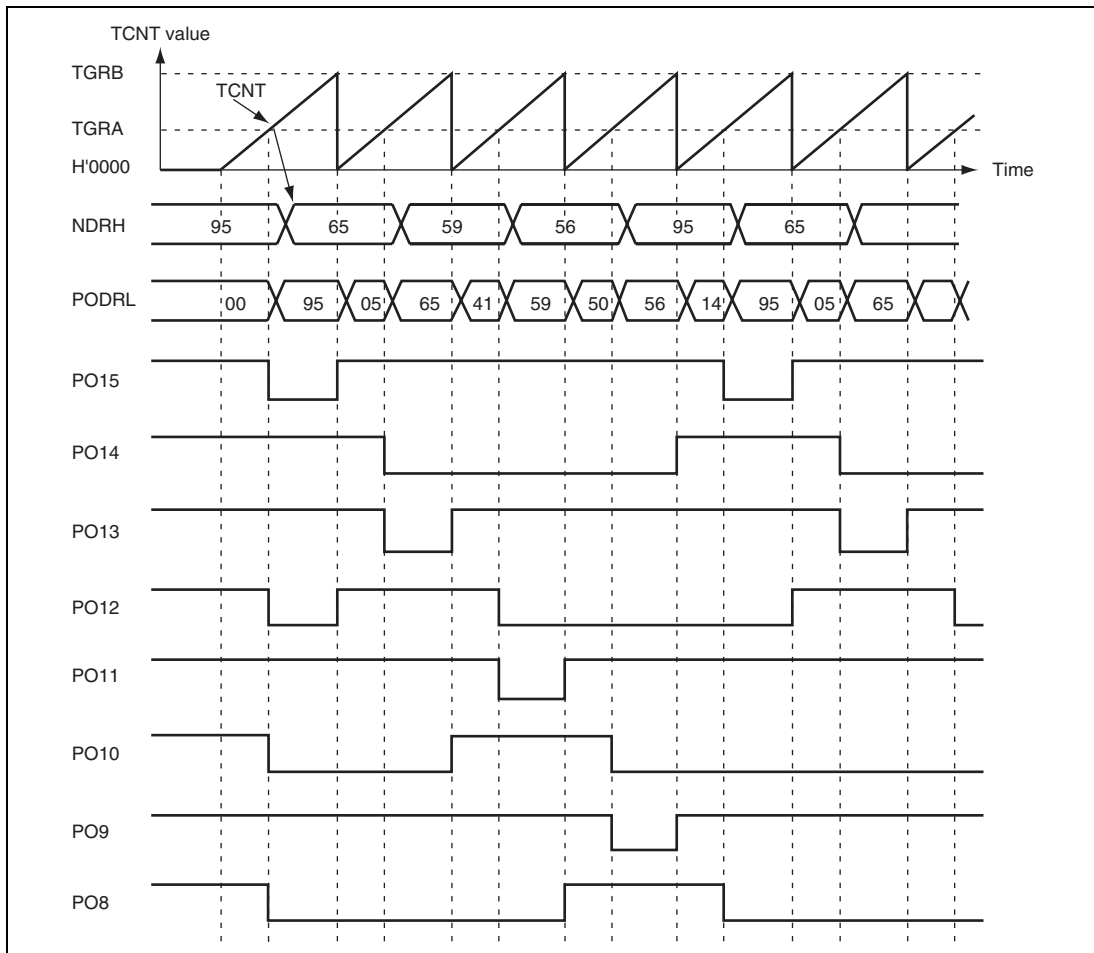 TCNT value
TGRB
TCNT
TGRA
H'0000
Time
NDRH 95 65 59 56 95 65
PODRL 00 95 05 65 41 59 50 56 14 95 05 65
PO15
PO14
PO13
PO12
PO11
PO10
PO9
PO8